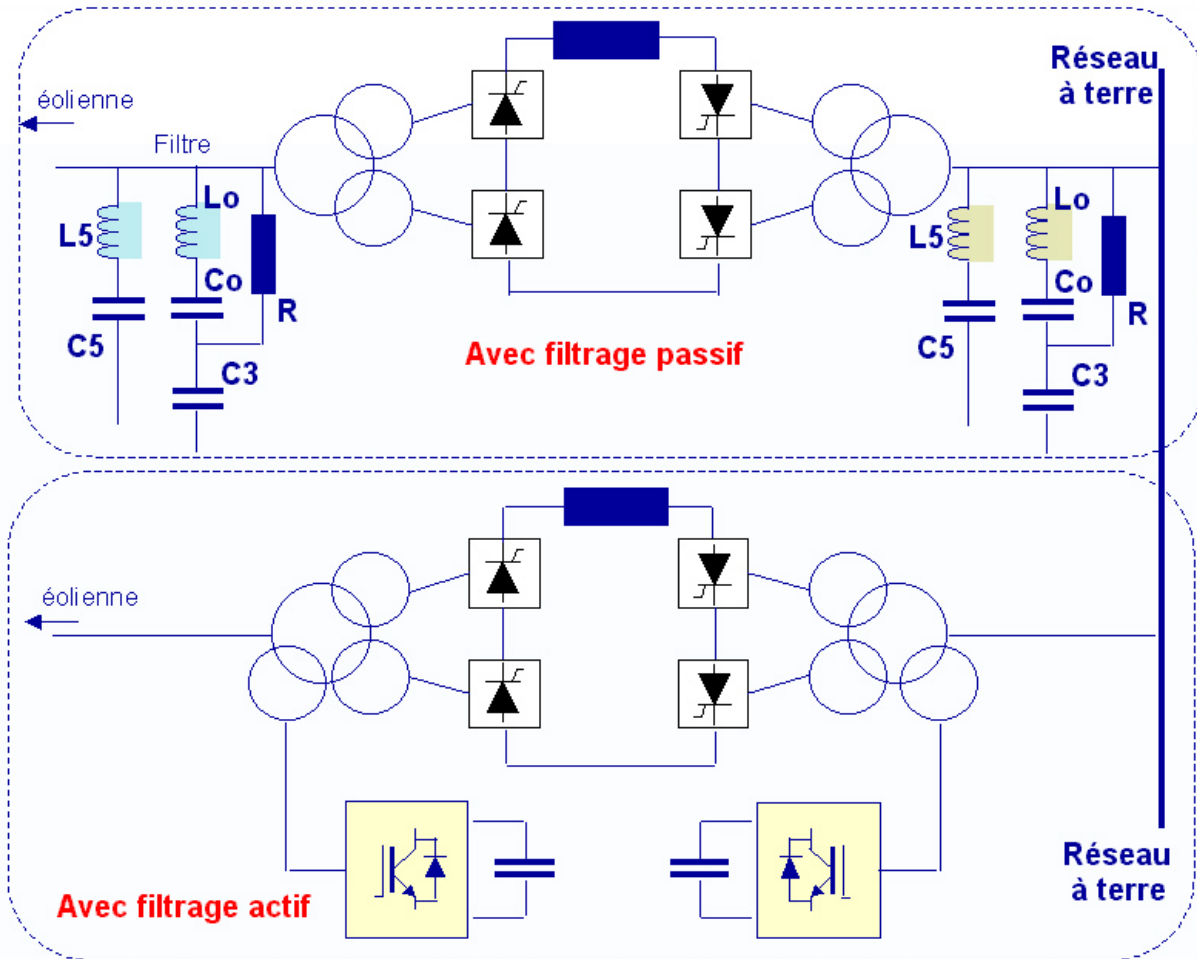 Réseau
à terre
éolienne
Filtre
L5
Lo
Co
R
C5
C3
Avec filtrage passif
L5
Lo
Co
R
C5
C3
éolienne
Avec filtrage actif
Réseau
à terre